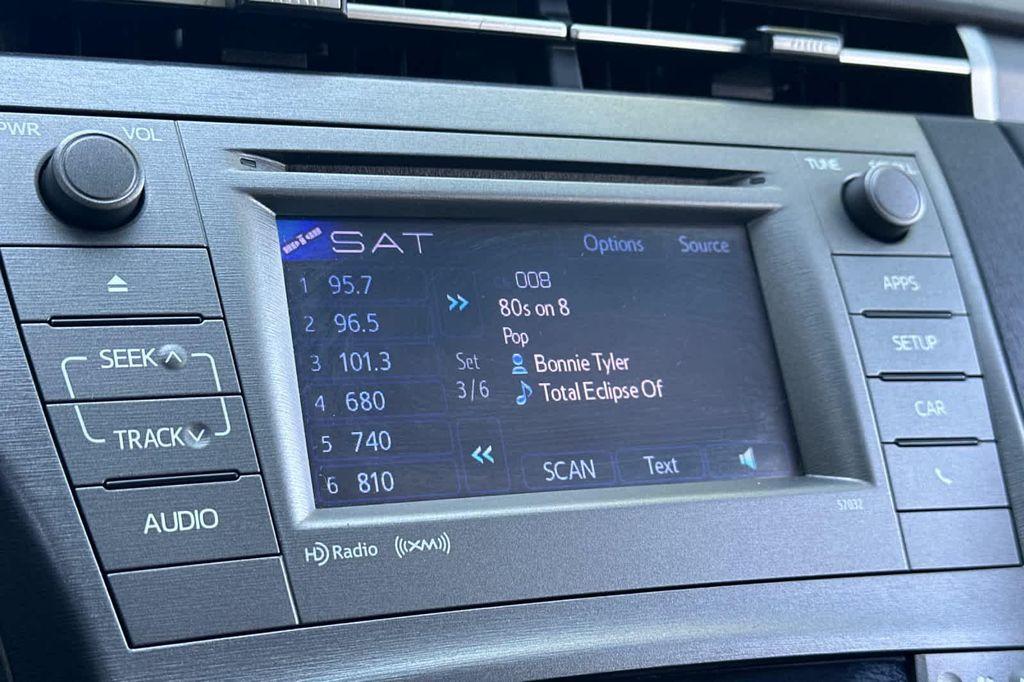 PWR VOL
TUNE SCROLL
SAT
Options Source
1 95.7
2 96.5
3 101.3
4 680
5 740
6 810
Set
3/6
008
80s on 8
Pop
Bonnie Tyler
Total Eclipse Of
SCAN Text
SEEK
TRACK
AUDIO
APPS
SETUP
CAR
HD Radio ((XM))
57032